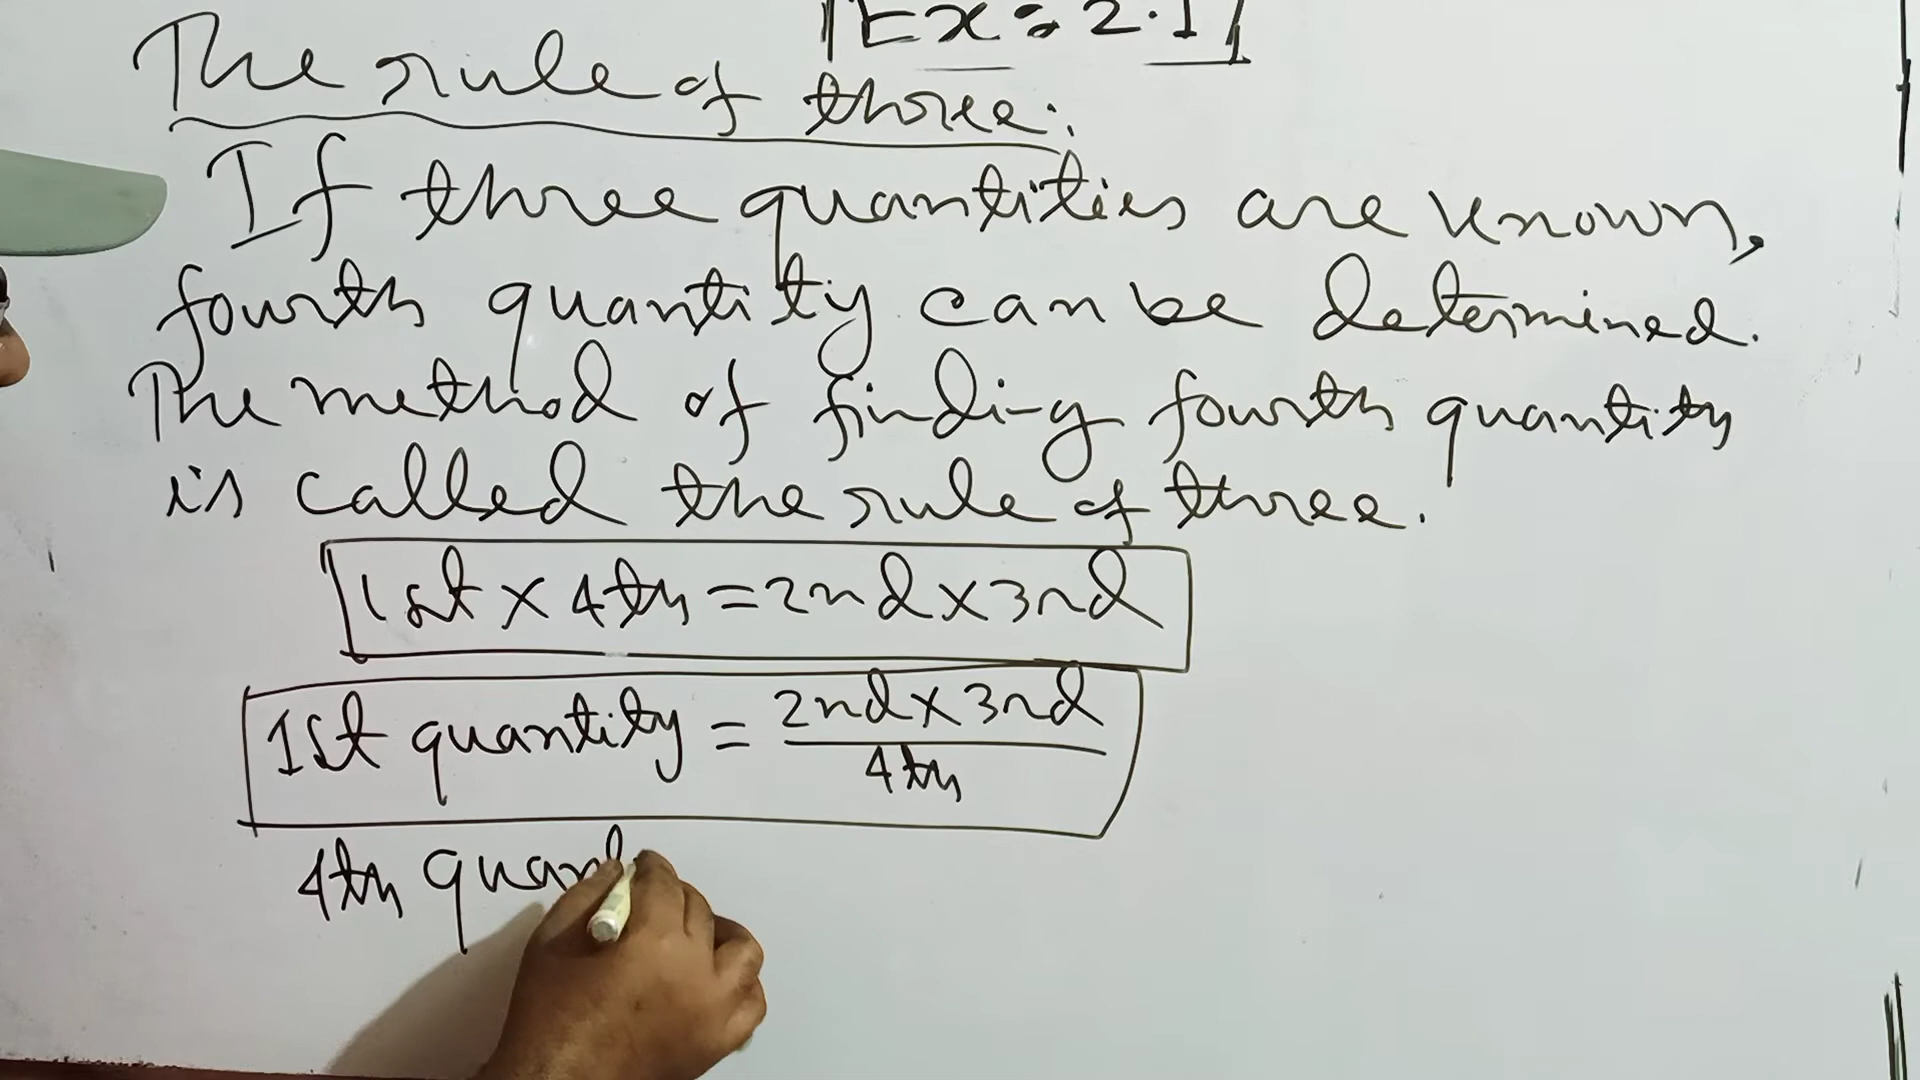 Ex: 2.1
The rule of three:
If three quantities are known,
fourth quantity can be determined.
The method of finding fourth quantity
is called the rule of three.
1st × 4th = 2nd × 3rd
1st quantity = 2nd × 3rd
4th
4th quant